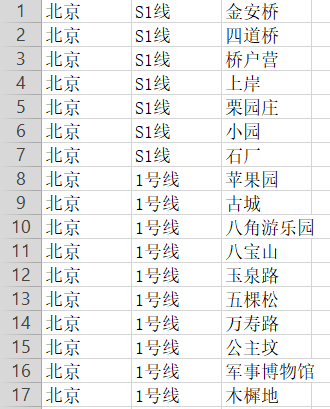 1 北京 S1线 金安桥
2 北京 S1线 四道桥
3 北京 S1线 桥户营
4 北京 S1线 上岸
5 北京 S1线 栗园庄
6 北京 S1线 小园
7 北京 S1线 石厂
8 北京 1号线 苹果园
9 北京 1号线 古城
10 北京 1号线 八角游乐园
11 北京 1号线 八宝山
12 北京 1号线 玉泉路
13 北京 1号线 五棵松
14 北京 1号线 万寿路
15 北京 1号线 公主坟
16 北京 1号线 军事博物馆
17 北京 1号线 木樨地